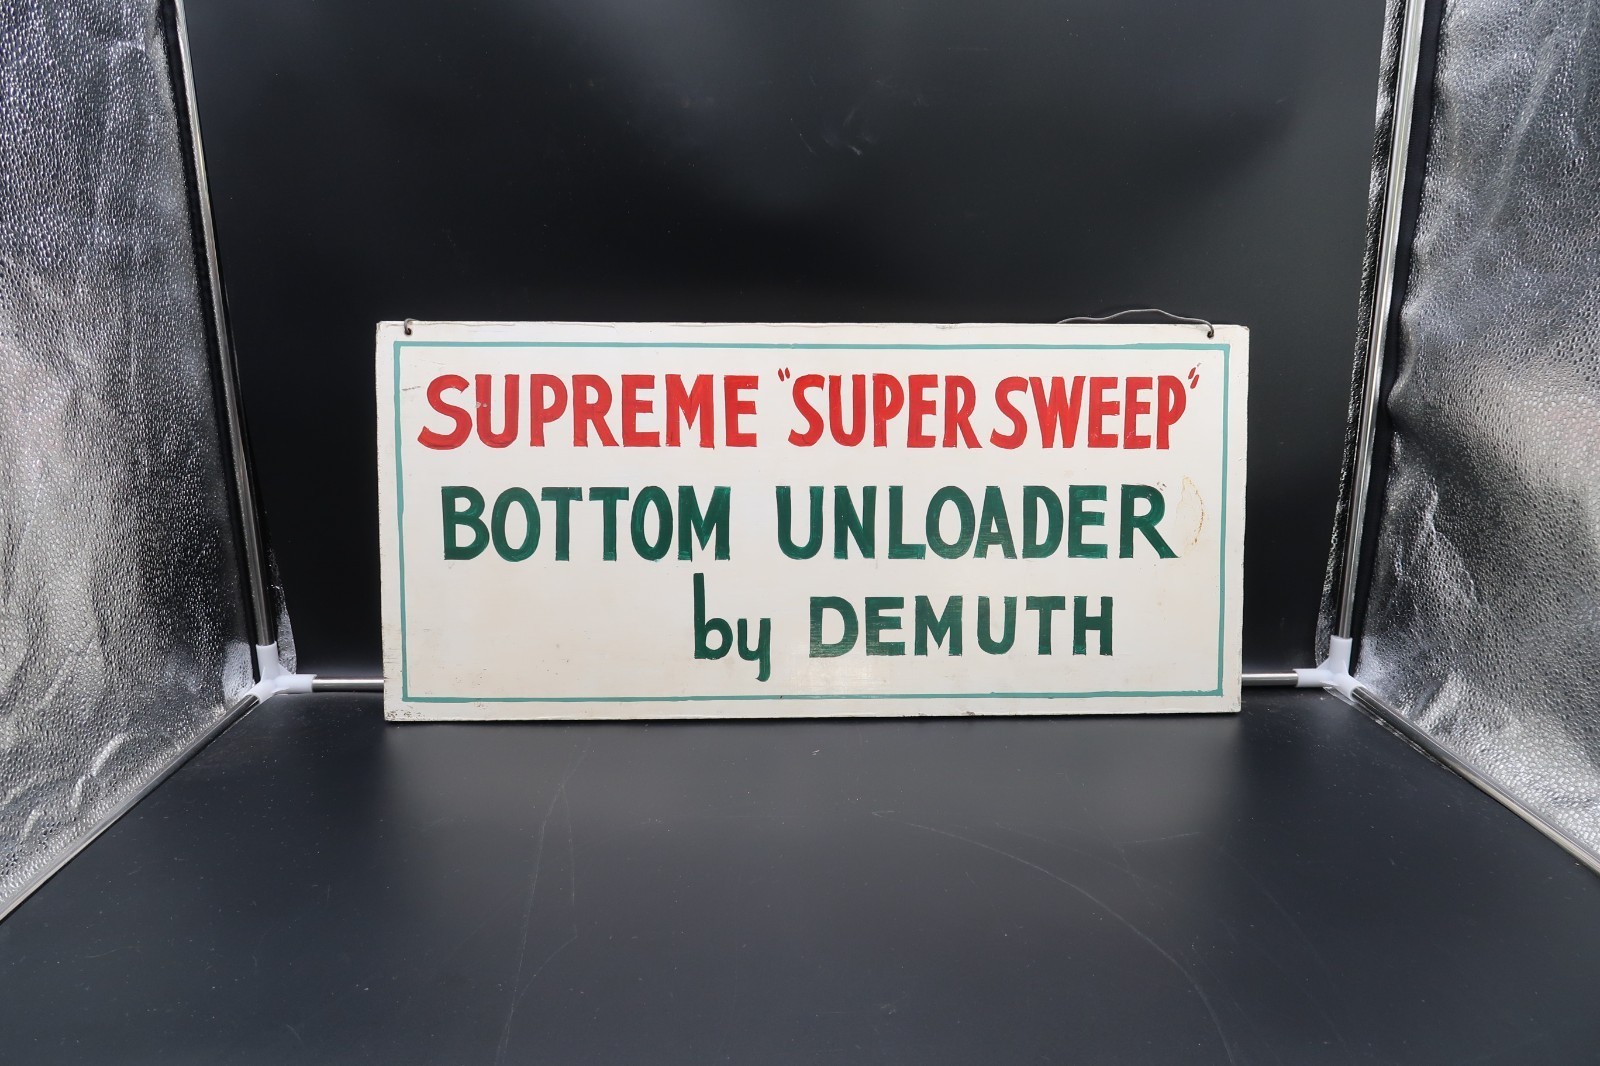 SUPREME "SUPER SWEEP"
BOTTOM UNLOADER
by DEMUTH